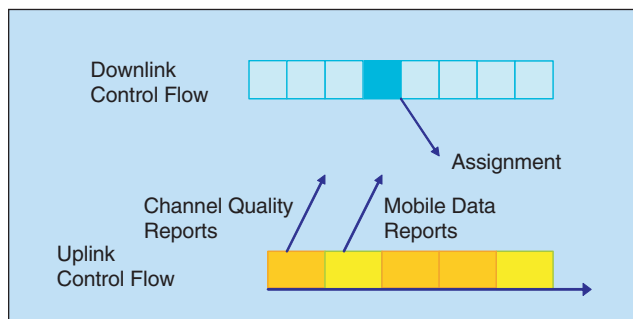 Downlink
Control Flow
Assignment
Channel Quality
Reports
Mobile Data
Reports
Uplink
Control Flow